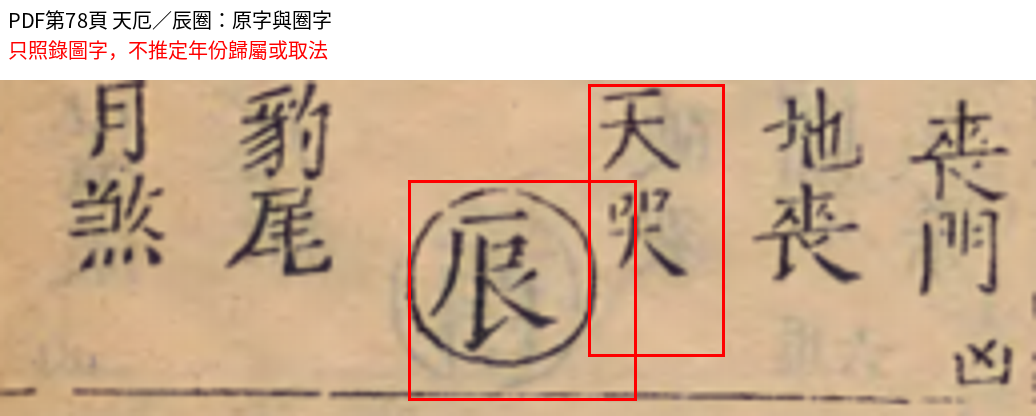 PDF第78頁 天厄／辰圈：原字與圈字
只照錄圖字，不推定年份歸屬或取法
喪門
凶
地喪
天哭
辰
豹尾
月煞